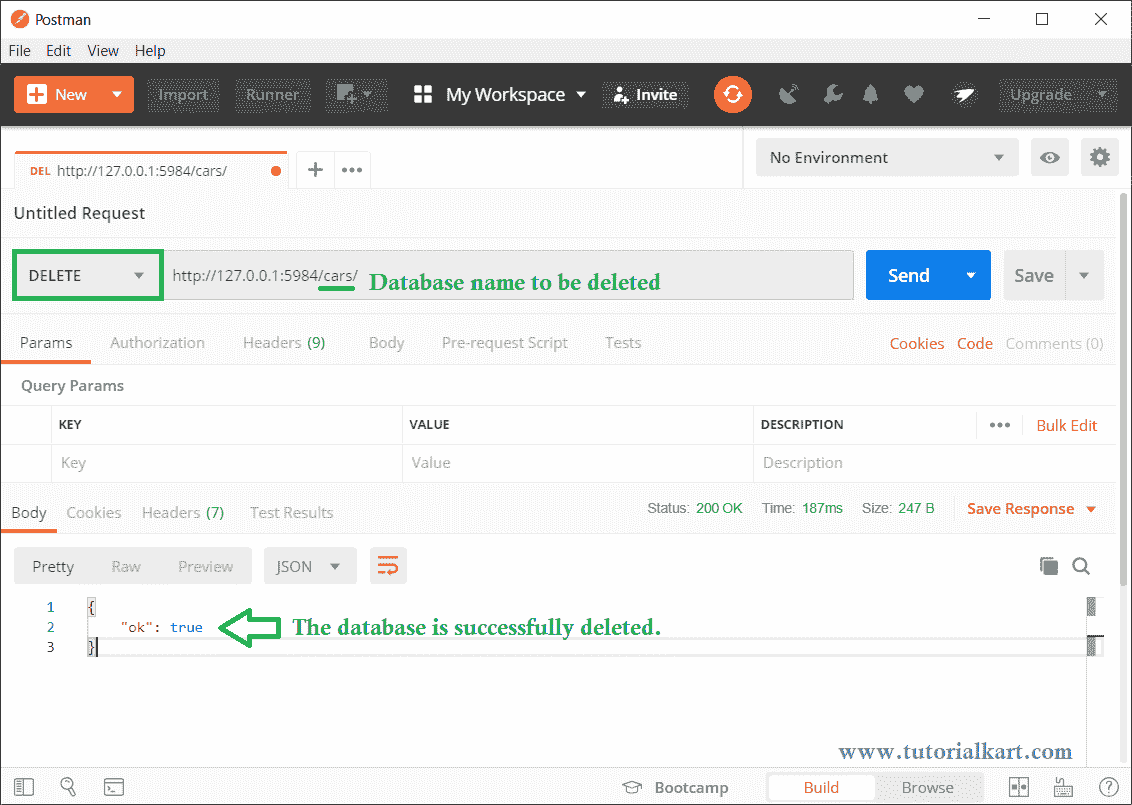 Postman
File Edit View Help
New Import Runner My Workspace Invite Upgrade
DEL http://127.0.0.1:5984/cars/ No Environment
Untitled Request
DELETE http://127.0.0.1:5984/cars/ Database name to be deleted Send Save
Params Authorization Headers (9) Body Pre-request Script Tests Cookies Code Comments (0)
Query Params
KEY VALUE DESCRIPTION Bulk Edit
Key Value Description
Body Cookies Headers (7) Test Results Status: 200 OK Time: 187ms Size: 247 B Save Response
Pretty Raw Preview JSON
1 {
2 "ok": true The database is successfully deleted.
3 }
www.tutorialkart.com
Bootcamp Build Browse